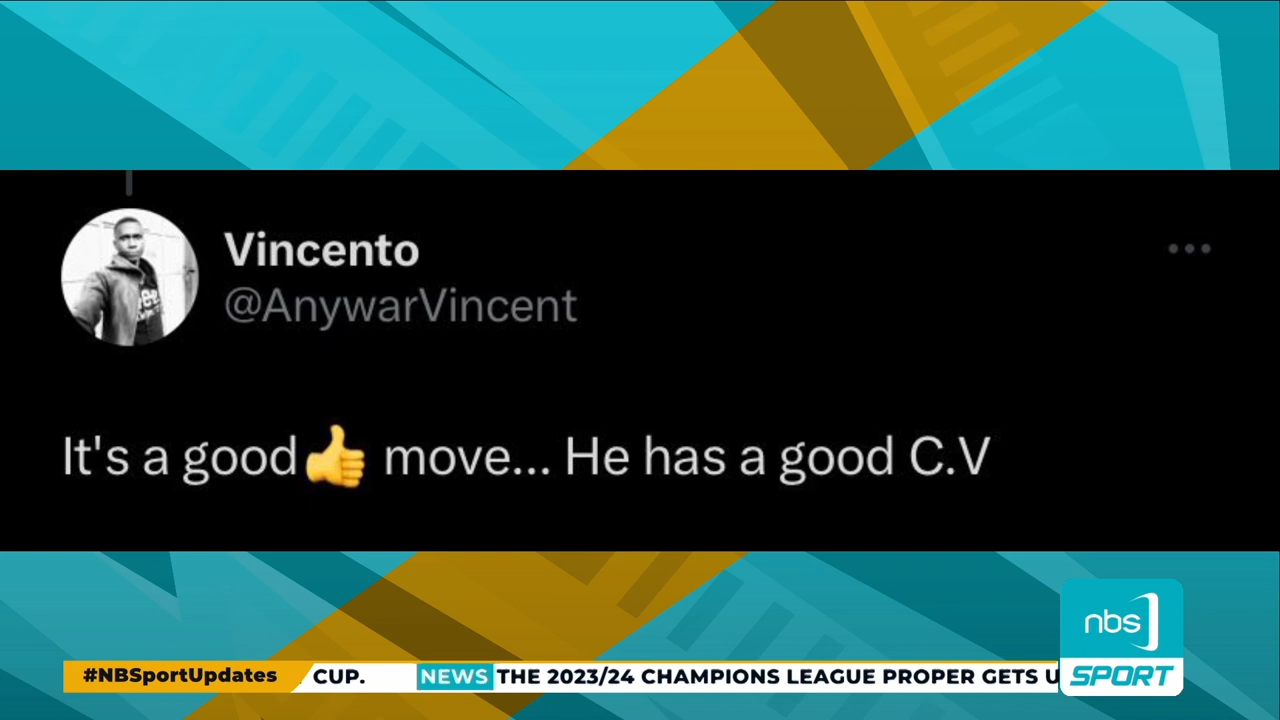 Vincento
@AnywarVincent
It's a good👍 move... He has a good C.V
nbs
SPORT
#NBSportUpdates
CUP. NEWS THE 2023/24 CHAMPIONS LEAGUE PROPER GETS U